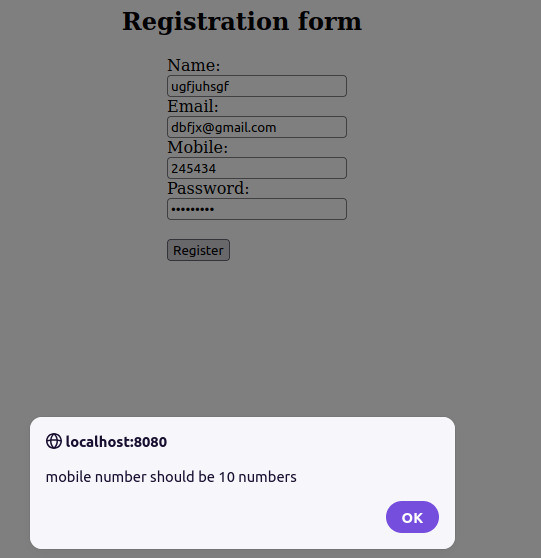 Registration form
Name:
ugfjuhsgf
Email:
dbfjx@gmail.com
Mobile:
245434
Password:
•••••••••
Register
localhost:8080
mobile number should be 10 numbers
OK